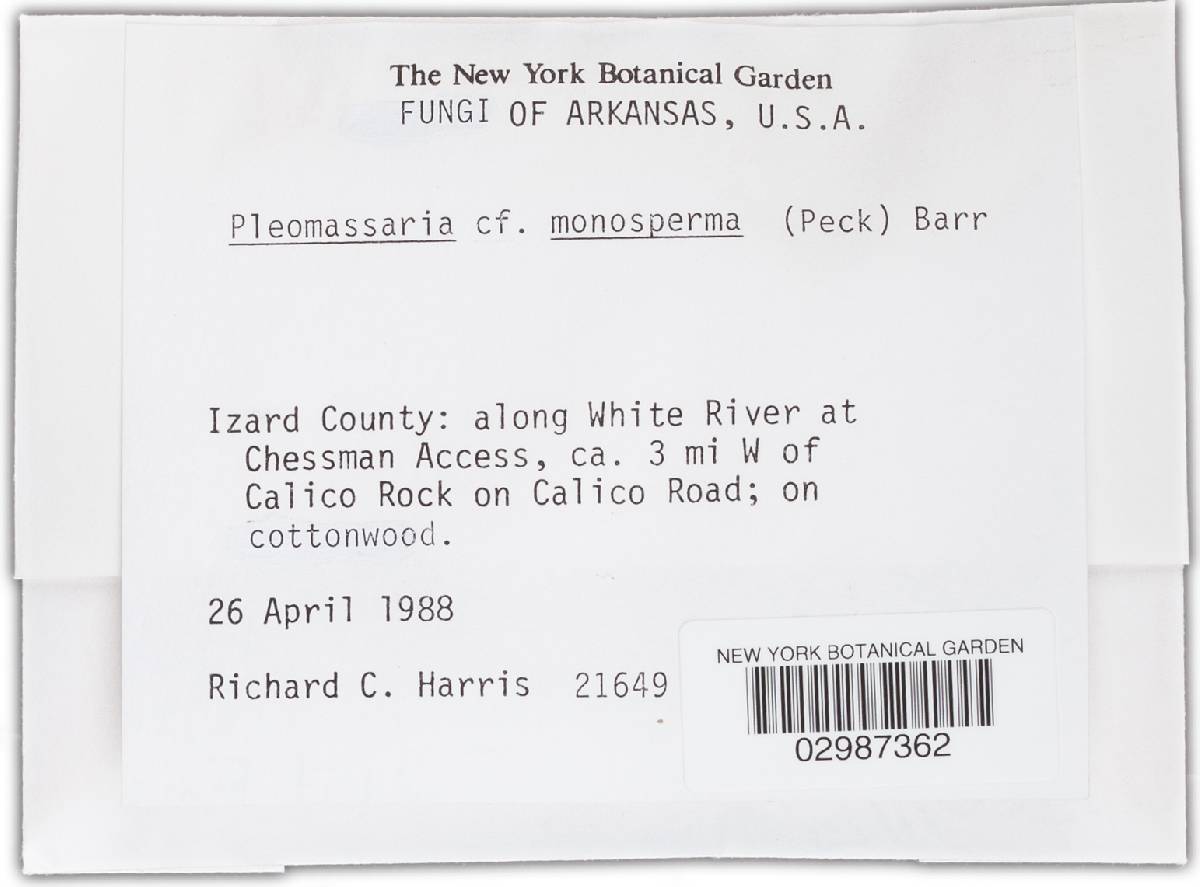 The New York Botanical Garden
FUNGI OF ARKANSAS, U.S.A.
Pleomassaria cf. monosperma (Peck) Barr
Izard County: along White River at
Chessman Access, ca. 3 mi W of
Calico Rock on Calico Road; on
cottonwood.
26 April 1988
Richard C. Harris 21649
NEW YORK BOTANICAL GARDEN
02987362